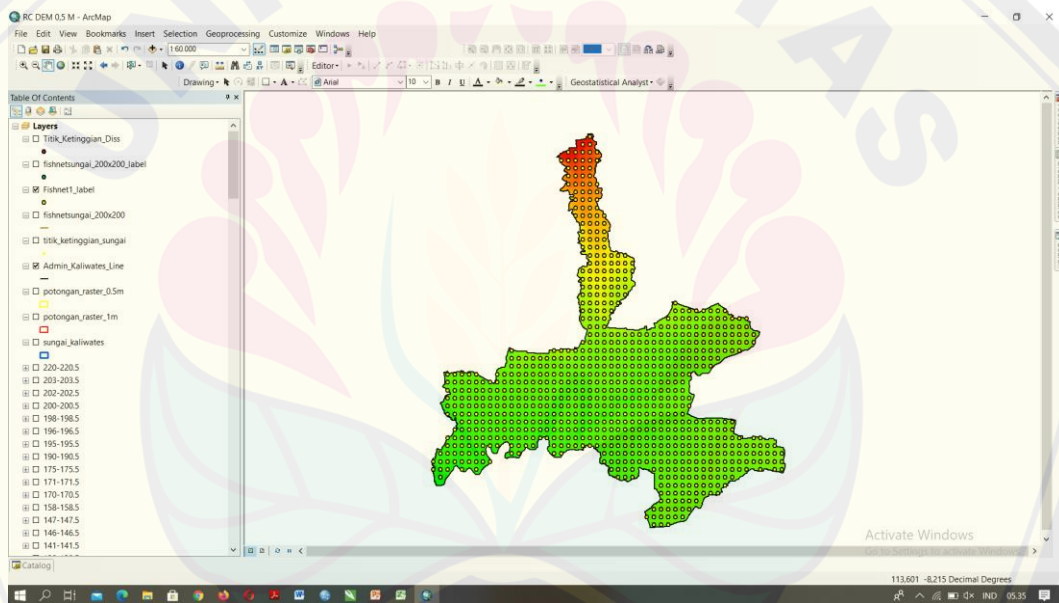 RC DEM 0,5 M - ArcMap
File Edit View Bookmarks Insert Selection Geoprocessing Customize Windows Help
1:60.000
Editor
Drawing A Arial 10 B I U A Geostatistical Analyst
Table Of Contents
Layers
Titik_Ketinggian_Diss
fishnetsungai_200x200_label
Fishnet1_label
fishnetsungai_200x200
titik_ketinggian_sungai
Admin_Kaliwates_Line
potongan_raster_0.5m
potongan_raster_1m
sungai_kaliwates
220-220.5
203-203.5
202-202.5
200-200.5
198-198.5
196-196.5
195-195.5
190-190.5
175-175.5
171-171.5
170-170.5
158-158.5
147-147.5
146-146.5
141-141.5
Activate Windows
Go to Settings to activate Windows.
Catalog
113,601 -8,215 Decimal Degrees
IND 05.35